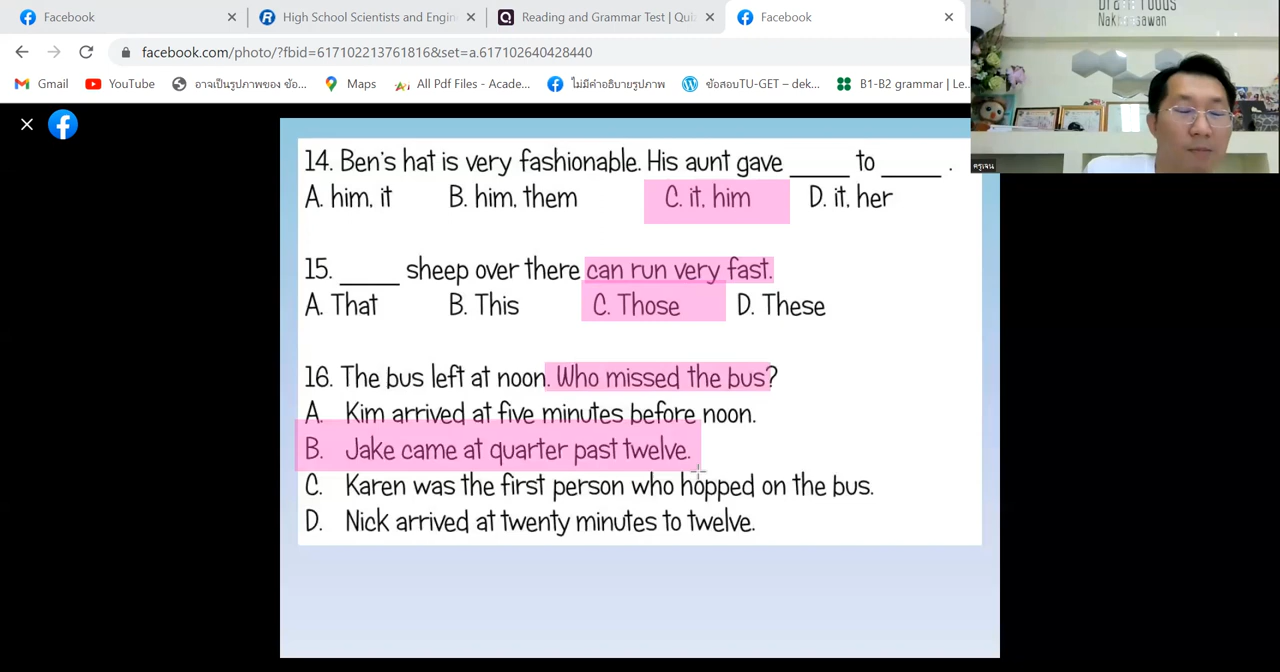 Facebook
High School Scientists and Engin
Reading and Grammar Test | Qui
Facebook
facebook.com/photo/?fbid=617102213761816&set=a.617102640428440
Gmail
YouTube
อาจเป็นรูปภาพของ ข้อ...
Maps
All Pdf Files - Acade...
ไม่มีคำอธิบายรูปภาพ
ข้อสอบTU-GET – dek...
B1-B2 grammar | Le...
ครูเจน
14. Ben's hat is very fashionable. His aunt gave _____ to _____ .
A. him, it B. him, them C. it, him D. it, her
15. _____ sheep over there can run very fast.
A. That B. This C. Those D. These
16. The bus left at noon. Who missed the bus?
A. Kim arrived at five minutes before noon.
B. Jake came at quarter past twelve.
C. Karen was the first person who hopped on the bus.
D. Nick arrived at twenty minutes to twelve.